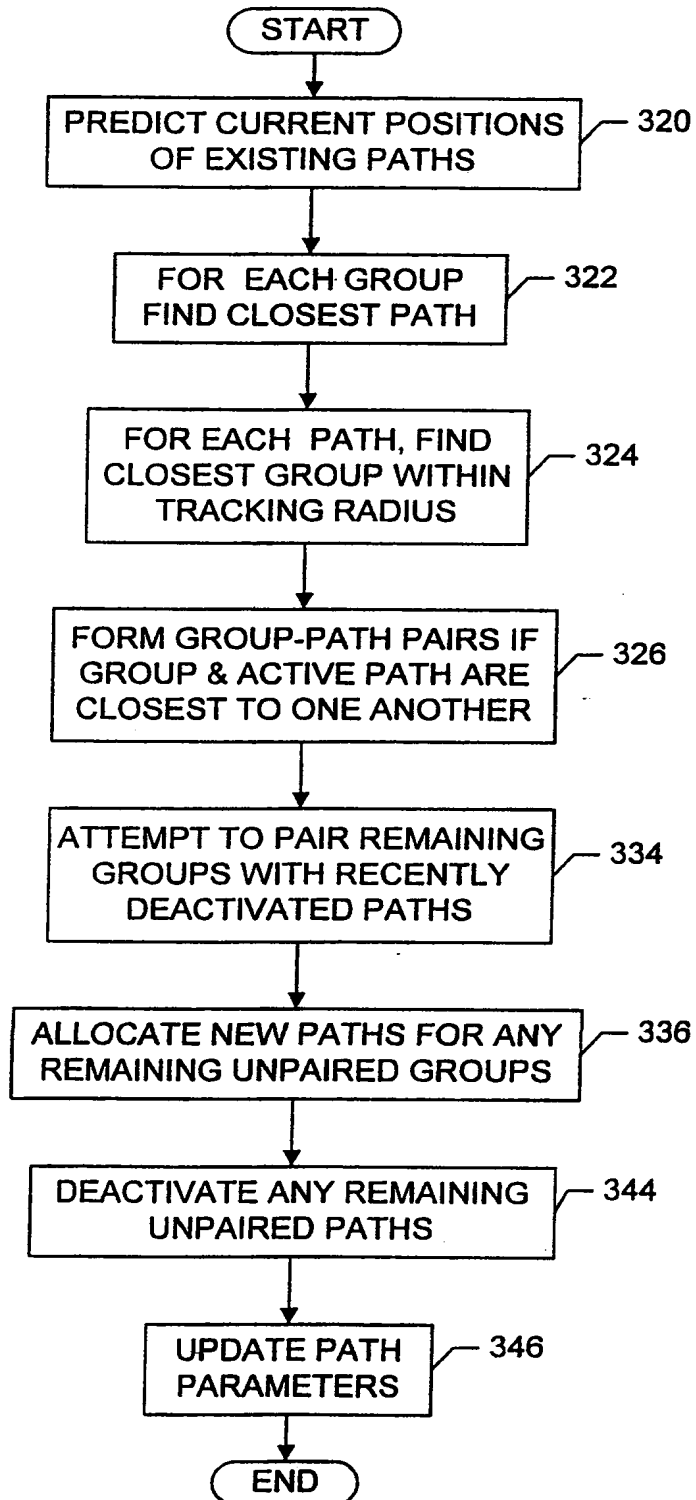 START
PREDICT CURRENT POSITIONS
OF EXISTING PATHS
320
FOR EACH GROUP
FIND CLOSEST PATH
322
FOR EACH PATH, FIND
CLOSEST GROUP WITHIN
TRACKING RADIUS
324
FORM GROUP-PATH PAIRS IF
GROUP & ACTIVE PATH ARE
CLOSEST TO ONE ANOTHER
326
ATTEMPT TO PAIR REMAINING
GROUPS WITH RECENTLY
DEACTIVATED PATHS
334
ALLOCATE NEW PATHS FOR ANY
REMAINING UNPAIRED GROUPS
336
DEACTIVATE ANY REMAINING
UNPAIRED PATHS
344
UPDATE PATH
PARAMETERS
346
END